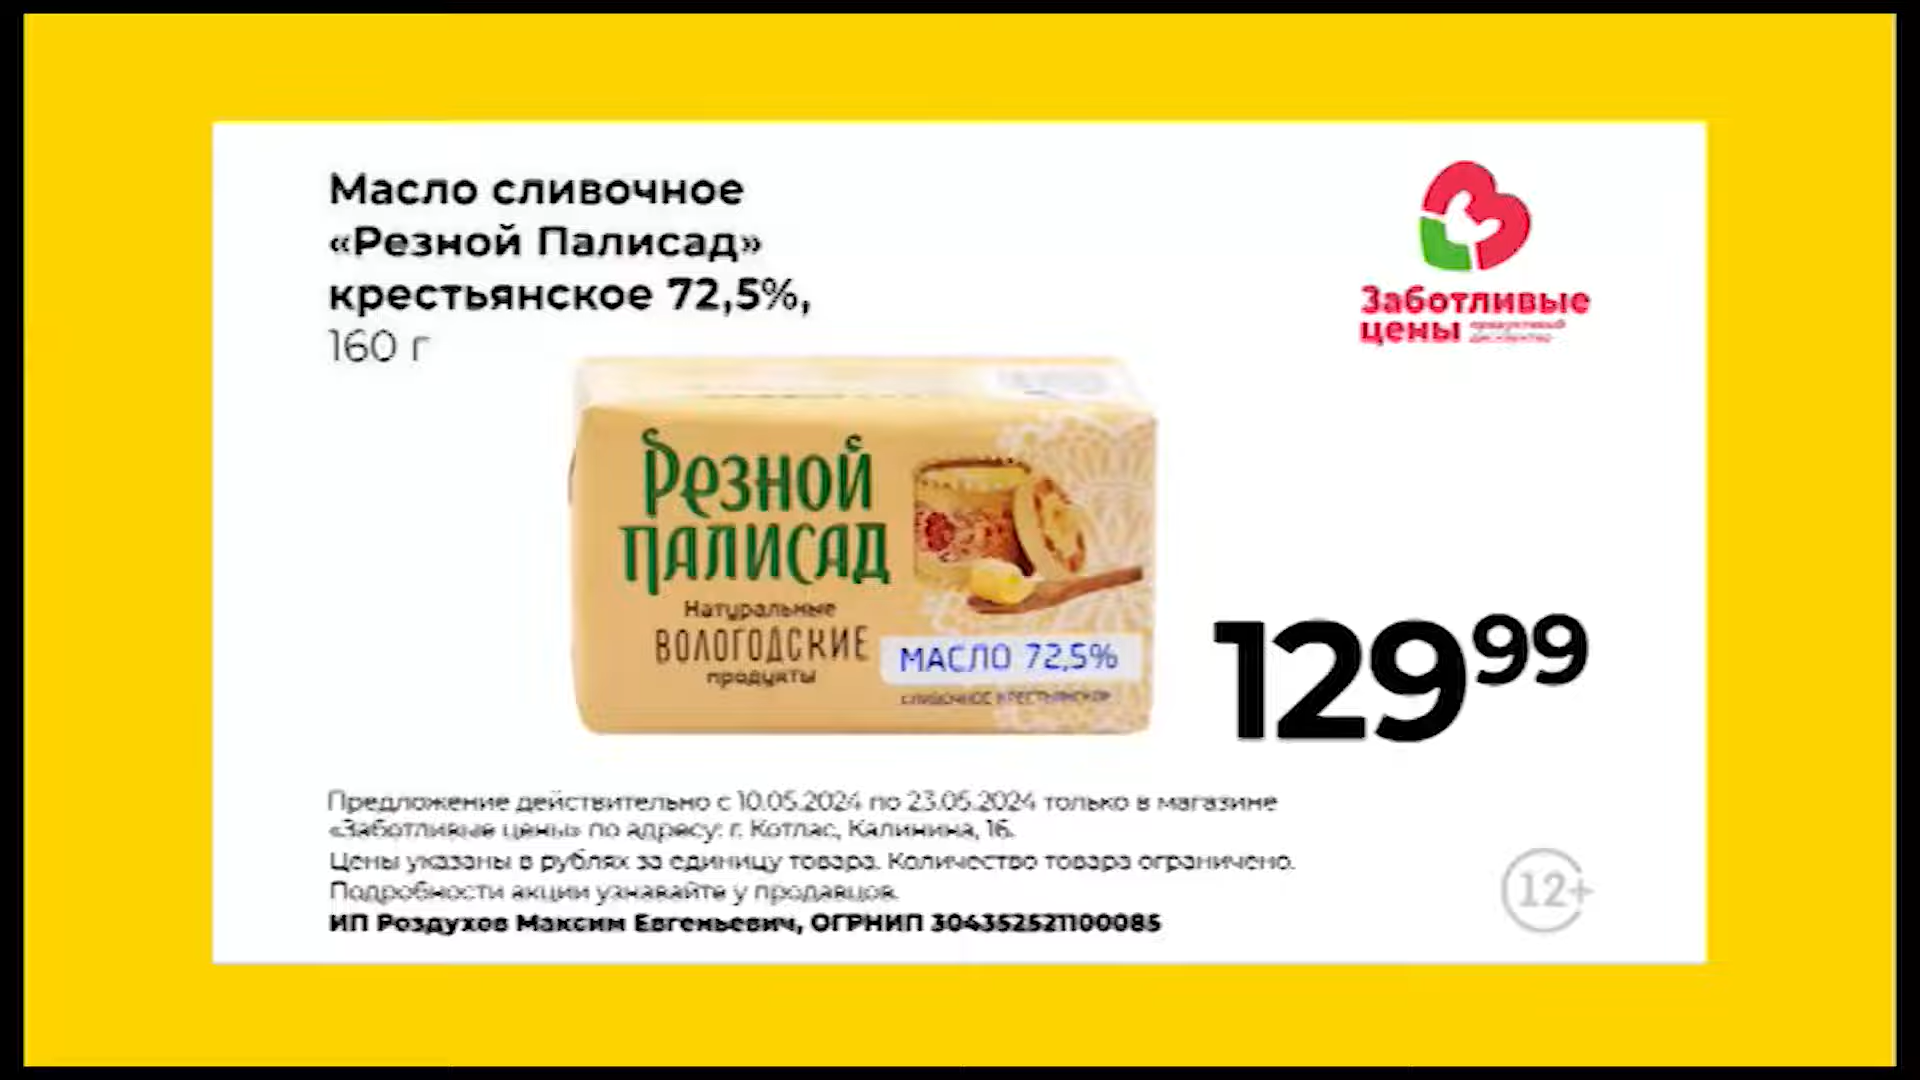 Масло сливочное
«Резной Палисад»
крестьянское 72,5%,
160 г
Заботливые
цены
Резной
палисад
Натуральные
ВОЛОГОДСКИЕ
продукты
МАСЛО 72,5%
сливочное крестьянское
129 99
Предложение действительно с 10.05.2024 по 23.05.2024 только в магазине
«Заботливые цены» по адресу: г. Котлас, Калинина, 16.
Цены указаны в рублях за единицу товара. Количество товара ограничено.
Подробности акции узнавайте у продавцов.
ИП Роздухов Максим Евгеньевич, ОГРНИП 304352521100085
12+